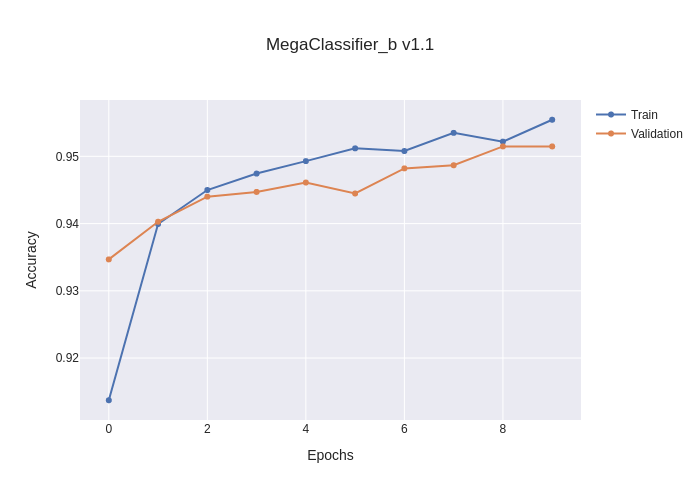 MegaClassifier_b v1.1
Train
Validation
0.95
0.94
0.93
0.92
Accuracy
0 2 4 6 8
Epochs